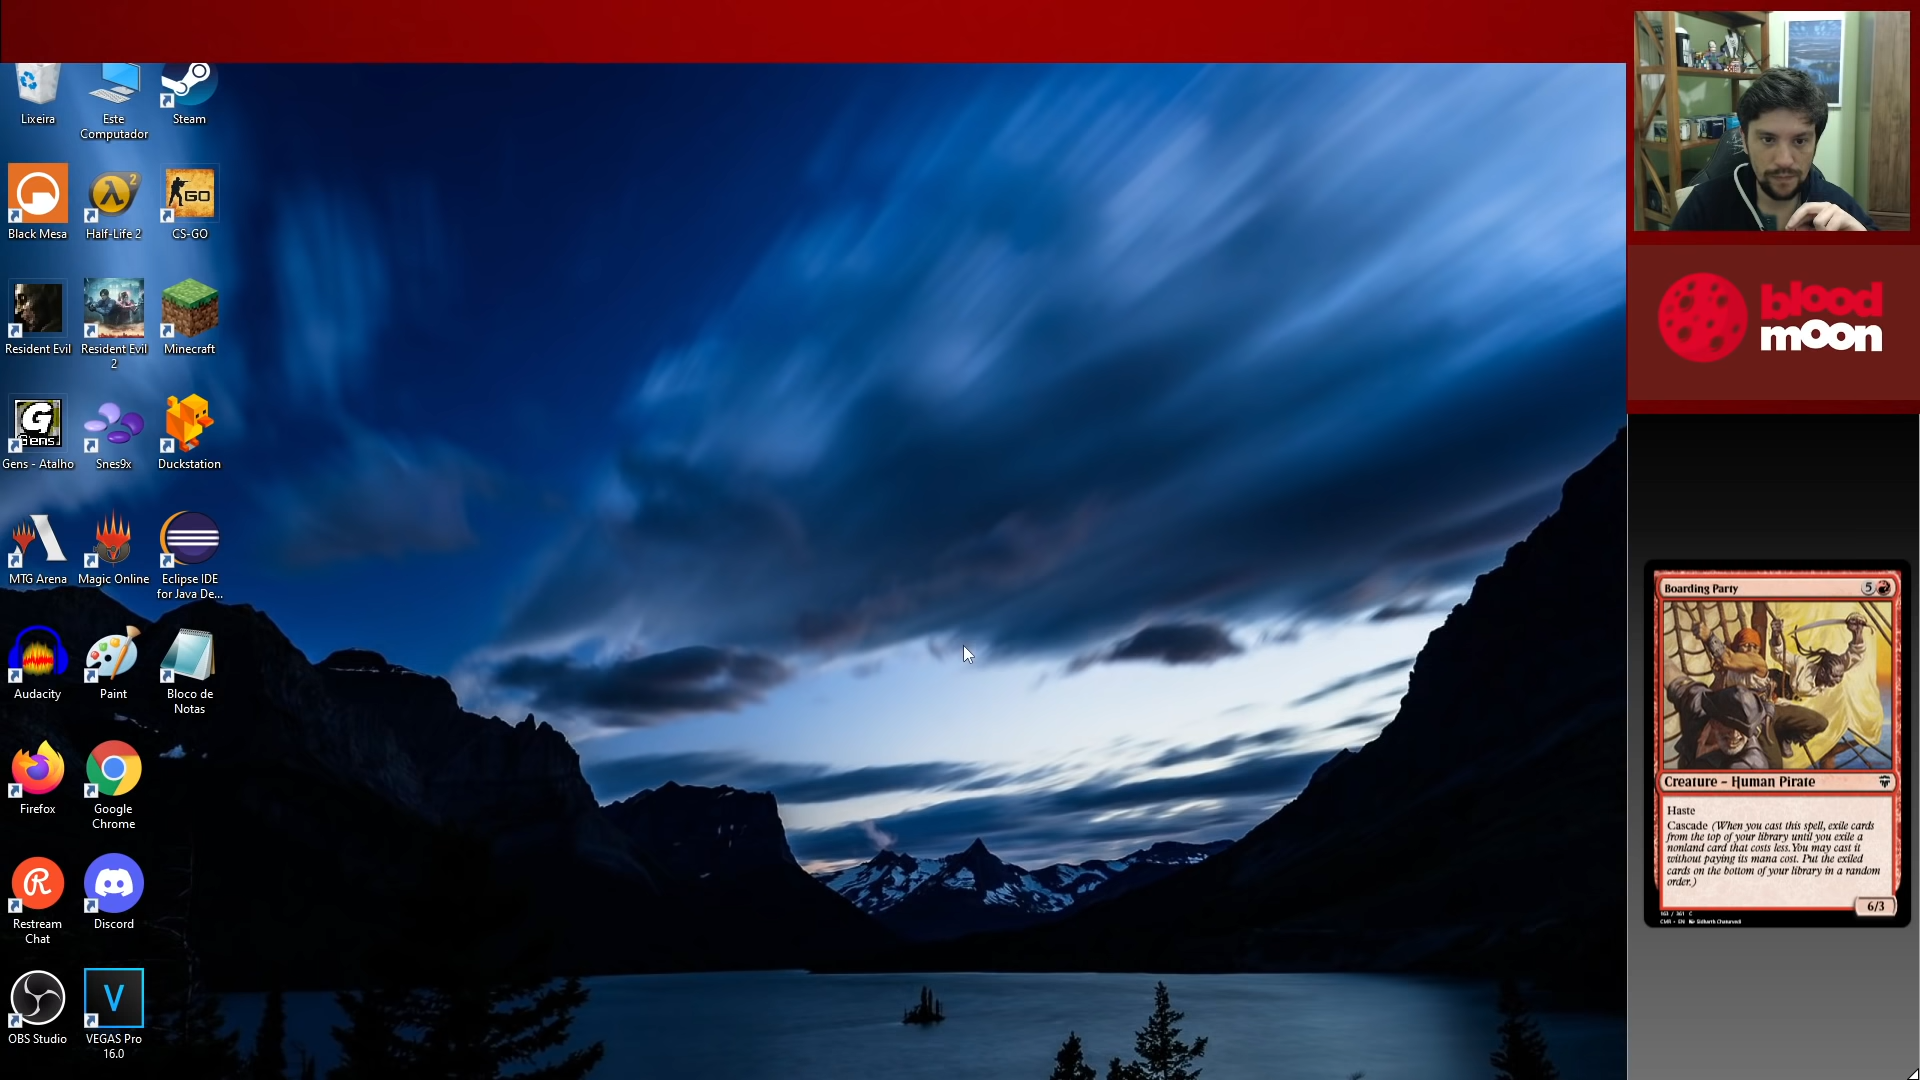 Lixeira
Este
Computador
Steam
Black Mesa
Half-Life 2
CS-GO
Resident Evil
Resident Evil
2
Minecraft
Gens - Atalho
Snes9x
Duckstation
MTG Arena
Magic Online
Eclipse IDE
for Java De...
Audacity
Paint
Bloco de
Notas
Firefox
Google
Chrome
Restream
Chat
Discord
OBS Studio
VEGAS Pro
16.0
blood
moon
Boarding Party
5
Creature – Human Pirate
Haste
Cascade (When you cast this spell, exile cards
from the top of your library until you exile a
nonland card that costs less. You may cast it
without paying its mana cost. Put the exiled
cards on the bottom of your library in a random
order.)
6/3